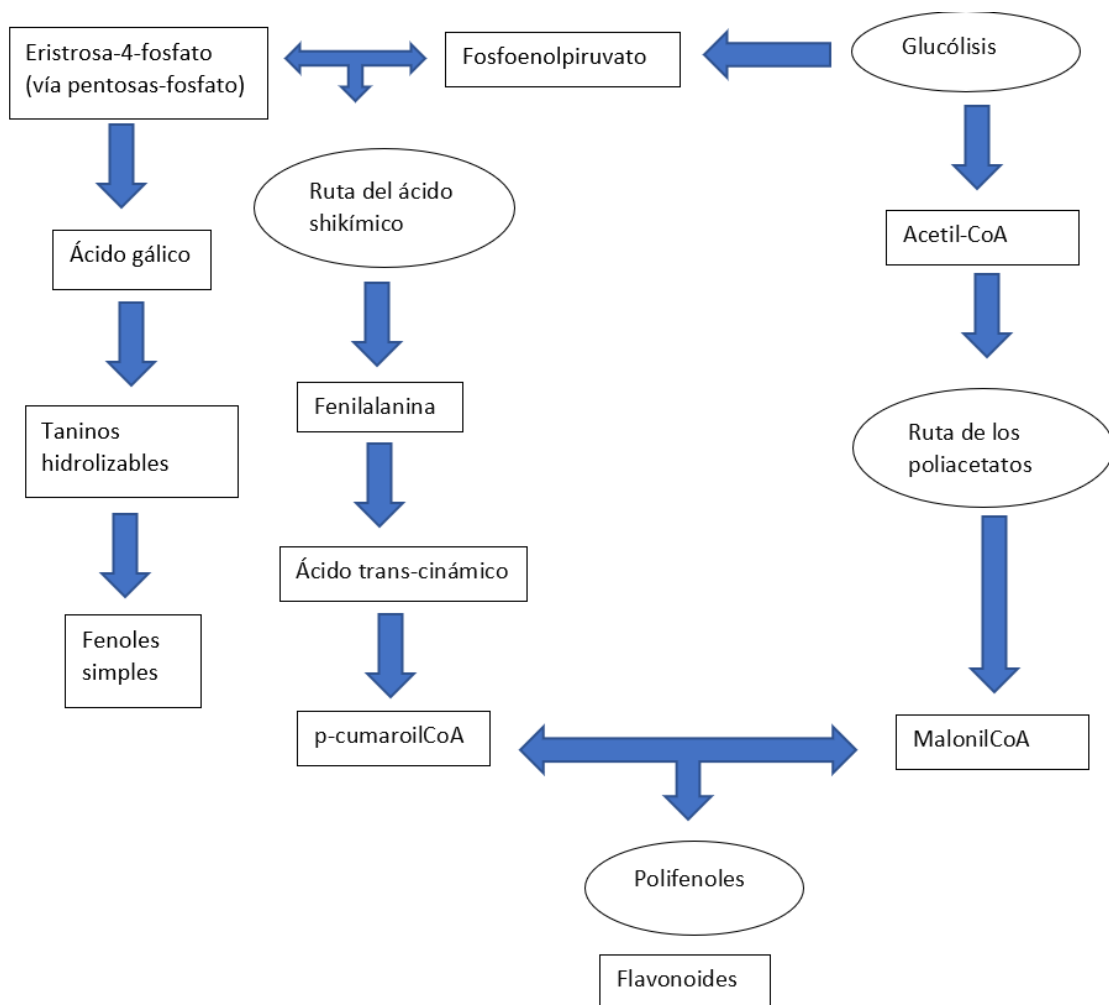 Eristrosa-4-fosfato
(vía pentosas-fosfato)
Fosfoenolpiruvato
Glucólisis
Ruta del ácido
shikímico
Ácido gálico
Acetil-CoA
Fenilalanina
Taninos
hidrolizables
Ruta de los
poliacetatos
Ácido trans-cinámico
Fenoles
simples
p-cumaroilCoA
MalonilCoA
Polifenoles
Flavonoides